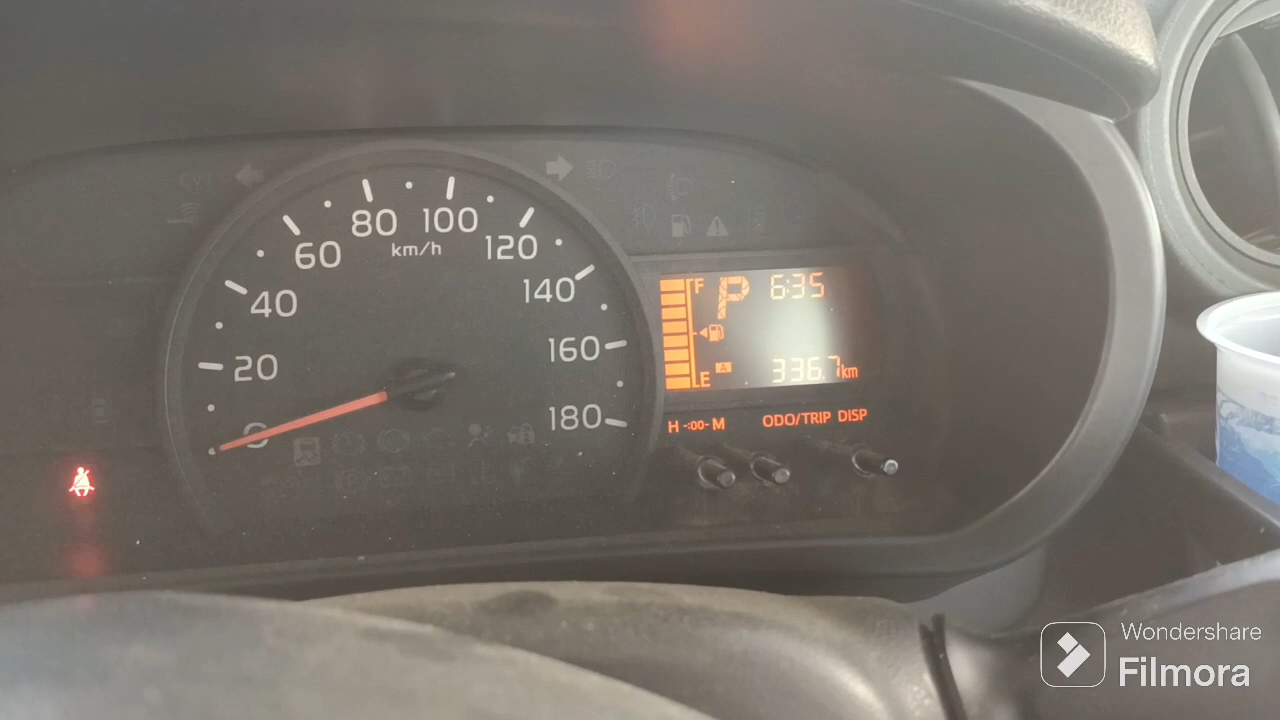 CVT
80 100
km/h
60 120
40 140
20 160
0 180
F P 6:35
E A 336.7km
H -:00- M ODO/TRIP DISP
Wondershare
Filmora